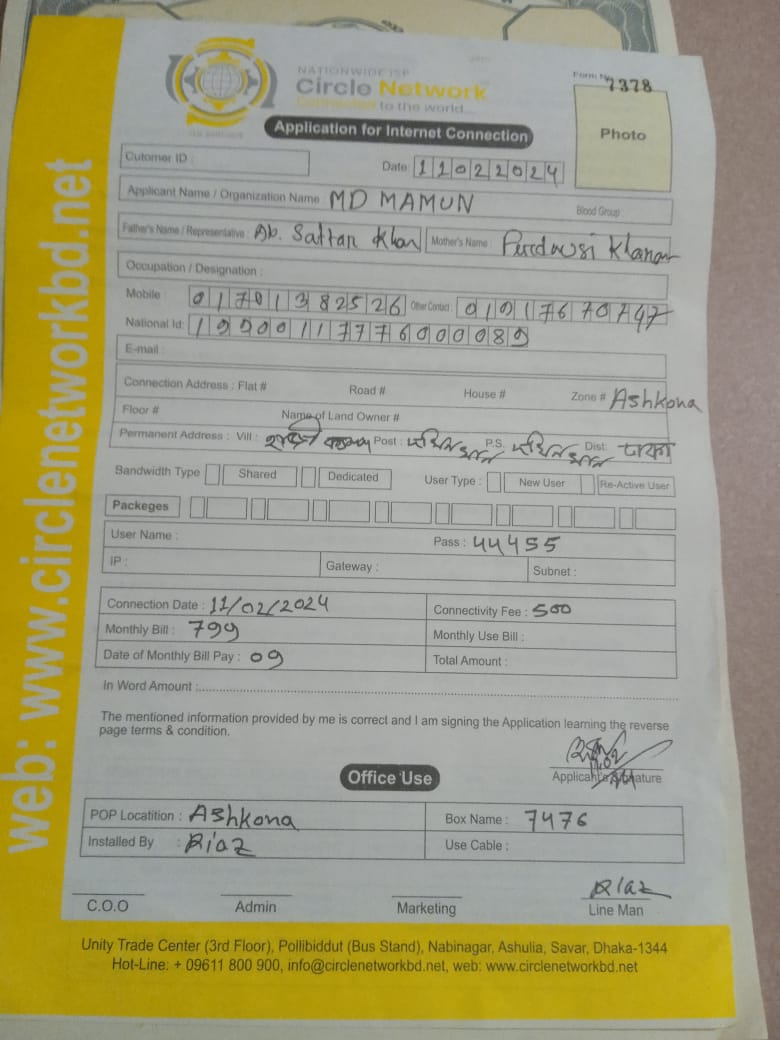 NATIONWIDE ISP
Circle Network
Connected to the world...
Form No 7378
Application for Internet Connection
Photo
Cutomer ID :
Date: 11022024
Applicant Name / Organization Name : MD MAMUN
Blood Group
Father's Name / Representative : Ab. Sattar Khan
Mother's Name :
Occupation / Designation :
Mobile : 01701382526 Other Contact :
National Id: 19900117776000089
E-mail :
Connection Address : Flat # Road # House # Zone # Ashkona
Floor # Name of Land Owner #
Permanent Address : Vill : Post : দক্ষিনখান P.S. দক্ষিনখান Dist: ঢাকা
Bandwidth Type Shared Dedicated User Type : New User Re-Active User
Packeges
User Name : Pass : 44455
IP : Gateway : Subnet :
Connection Date : 11/02/2024 Connectivity Fee : 500
Monthly Bill : 799 Monthly Use Bill :
Date of Monthly Bill Pay : 09 Total Amount :
In Word Amount :
The mentioned information provided by me is correct and I am signing the Application learning the reverse
page terms & condition.
Applicant's Signature
Office Use
POP Locatition : Ashkona Box Name : 7476
Installed By : Riaz Use Cable :
Riaz
C.O.O Admin Marketing Line Man
Unity Trade Center (3rd Floor), Pollibiddut (Bus Stand), Nabinagar, Ashulia, Savar, Dhaka-1344
Hot-Line: + 09611 800 900, info@circlenetworkbd.net, web: www.circlenetworkbd.net
web: www.circlenetworkbd.net